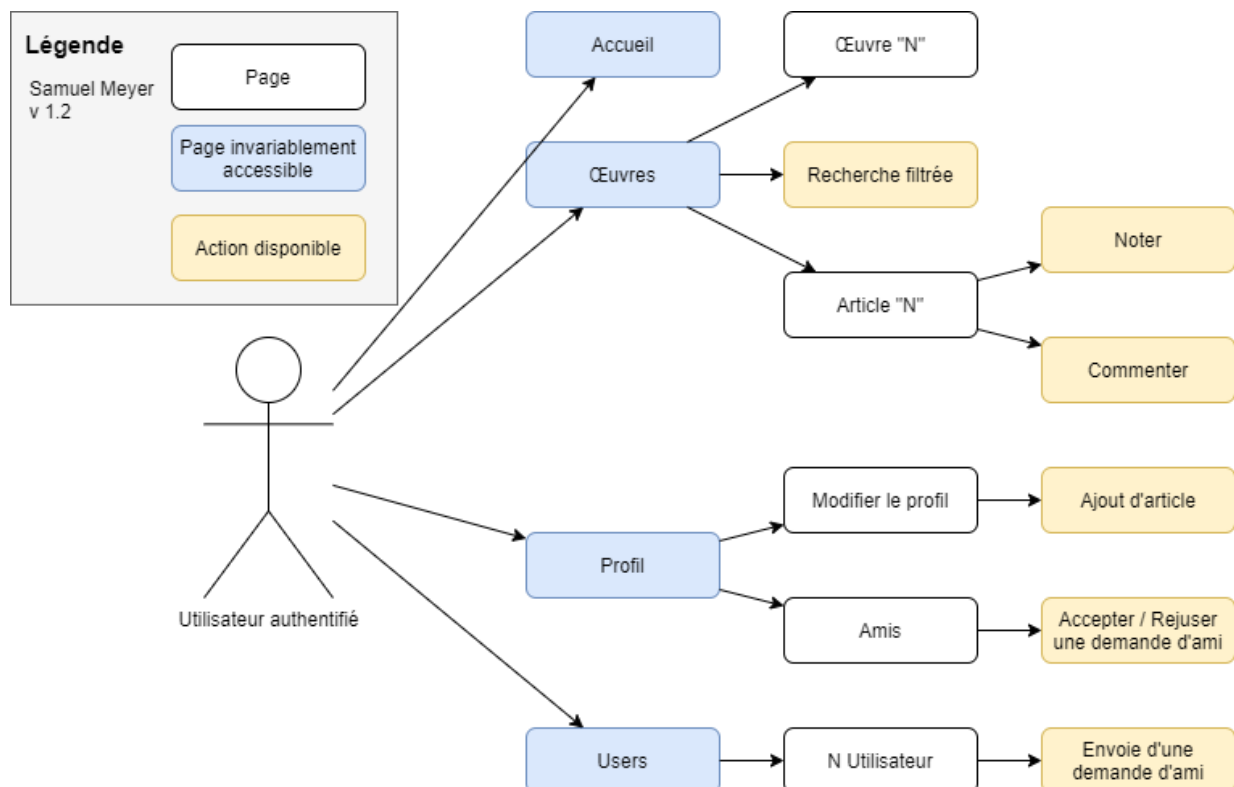 Légende
Samuel Meyer
v 1.2
Page
Page invariablement
accessible
Action disponible
Accueil
Œuvre "N"
Œuvres
Recherche filtrée
Noter
Article "N"
Commenter
Utilisateur authentifié
Modifier le profil
Ajout d'article
Profil
Amis
Accepter / Rejuser
une demande d'ami
Users
N Utilisateur
Envoie d'une
demande d'ami